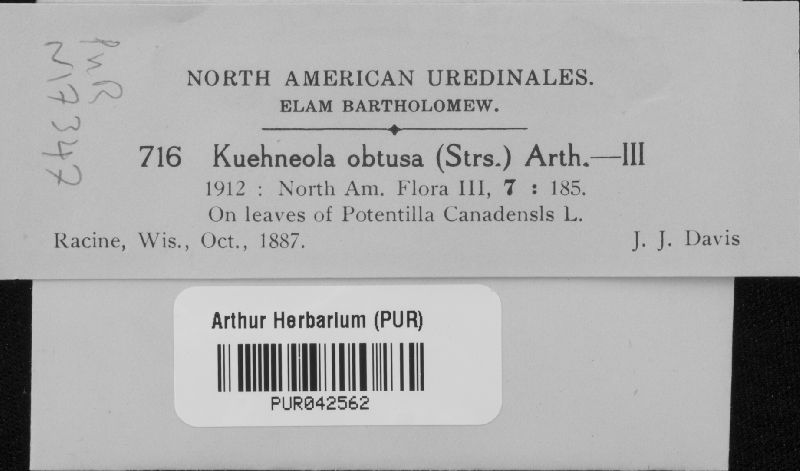 PUR
N17347
NORTH AMERICAN UREDINALES.
ELAM BARTHOLOMEW.
716 Kuehneola obtusa (Strs.) Arth.—III
1912 : North Am. Flora III, 7 : 185.
On leaves of Potentilla Canadensls L.
Racine, Wis., Oct., 1887. J. J. Davis
Arthur Herbarium (PUR)
PUR042562